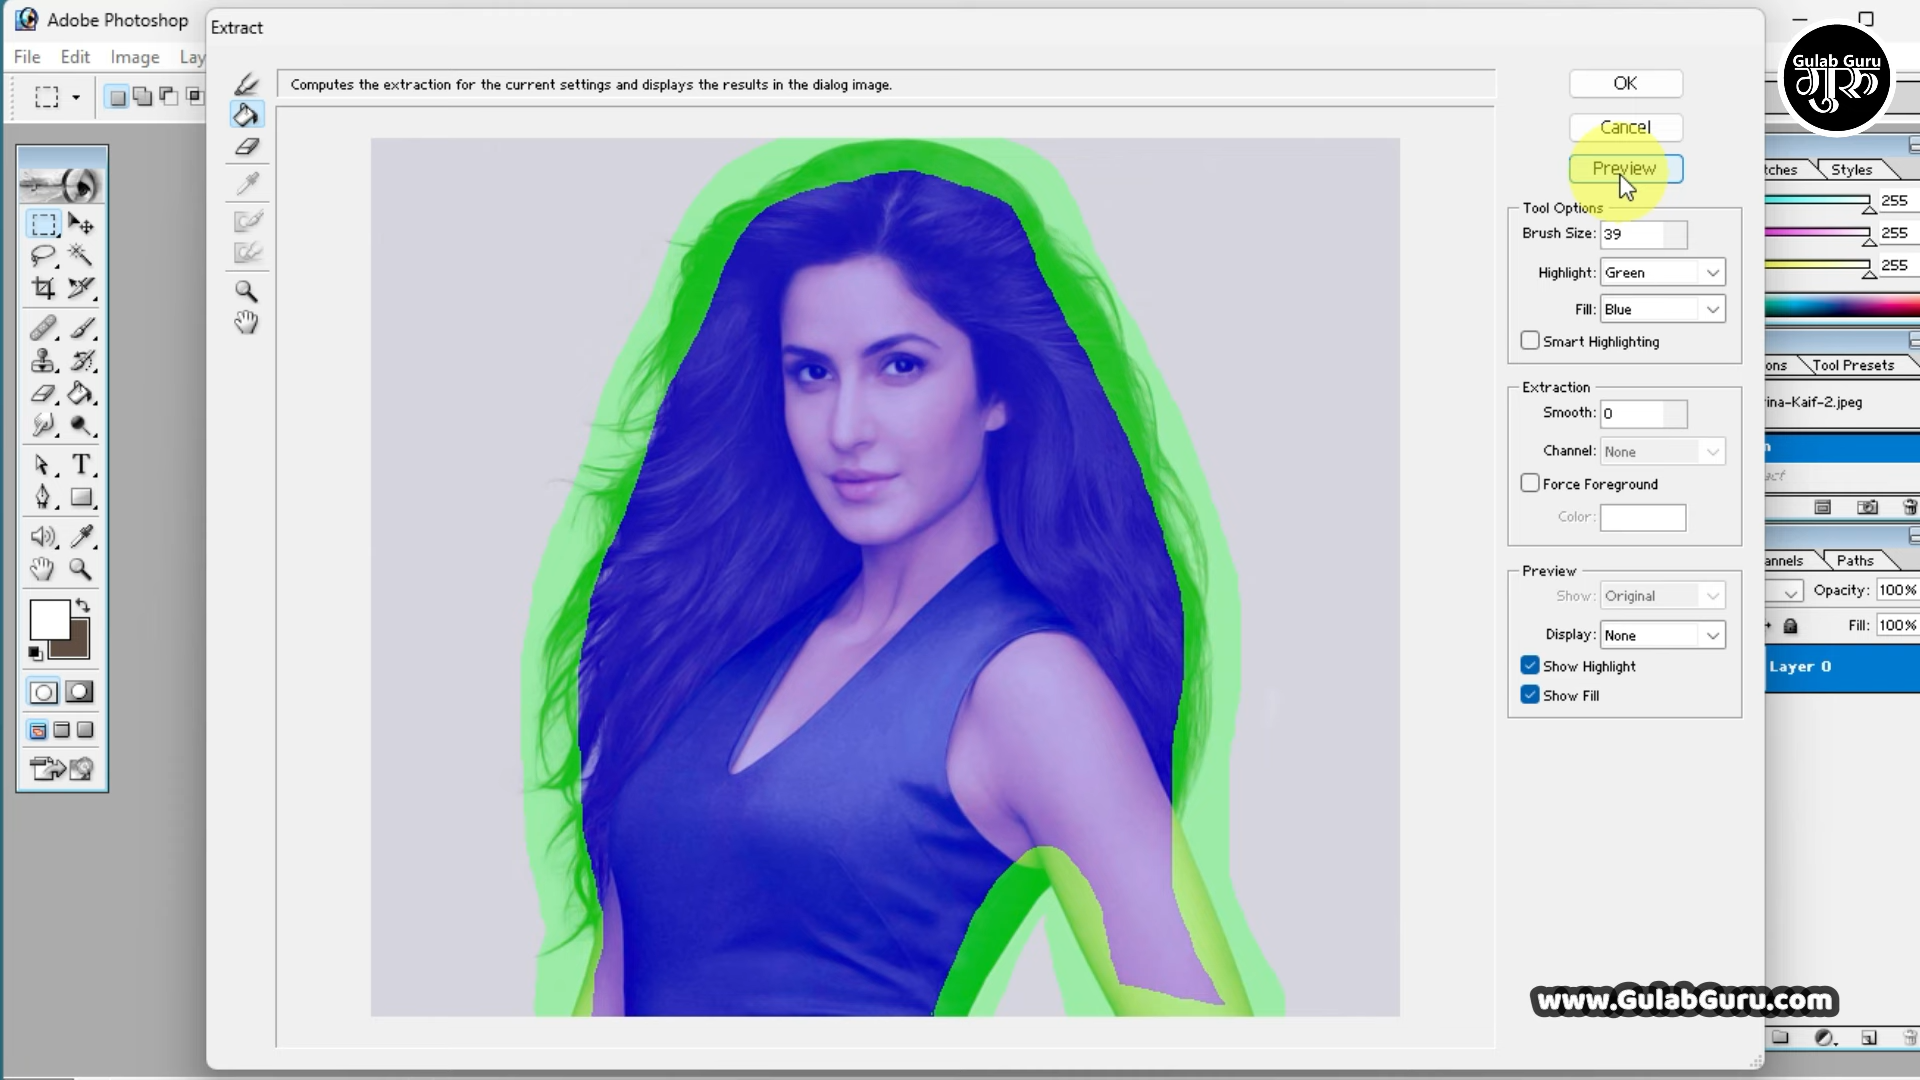 Adobe Photoshop
Extract
File Edit Image Lay
Computes the extraction for the current settings and displays the results in the dialog image.
OK
Cancel
Preview
Gulab Guru
गुरु
Tool Options
Brush Size: 39
Highlight: Green
Fill: Blue
Smart Highlighting
Extraction
Smooth: 0
Channel: None
Force Foreground
Color:
Preview
Show: Original
Display: None
Show Highlight
Show Fill
tches Styles
255
255
255
ons Tool Presets
rina-Kaif-2.jpeg
n
act
annels Paths
Opacity: 100%
Fill: 100%
Layer 0
T
www.GulabGuru.com